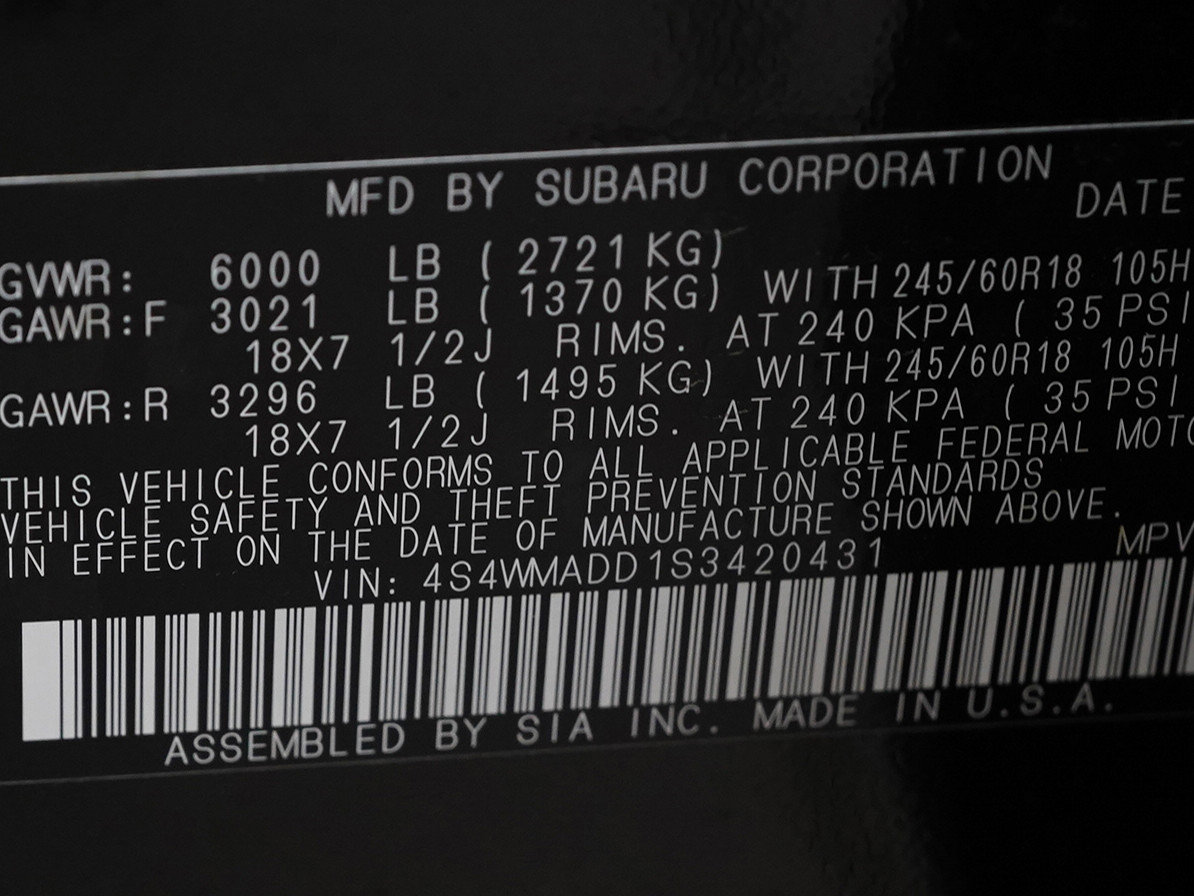 MFD BY SUBARU CORPORATION DATE
GVWR: 6000 LB ( 2721 KG)
GAWR:F 3021 LB ( 1370 KG) WITH 245/60R18 105H
18X7 1/2J RIMS. AT 240 KPA ( 35 PSI
GAWR:R 3296 LB ( 1495 KG) WITH 245/60R18 105H
18X7 1/2J RIMS. AT 240 KPA ( 35 PSI
THIS VEHICLE CONFORMS TO ALL APPLICABLE FEDERAL MOTO
VEHICLE SAFETY AND THEFT PREVENTION STANDARDS
IN EFFECT ON THE DATE OF MANUFACTURE SHOWN ABOVE.
VIN: 4S4WMADD1S3420431 MPV
ASSEMBLED BY SIA INC. MADE IN U.S.A.